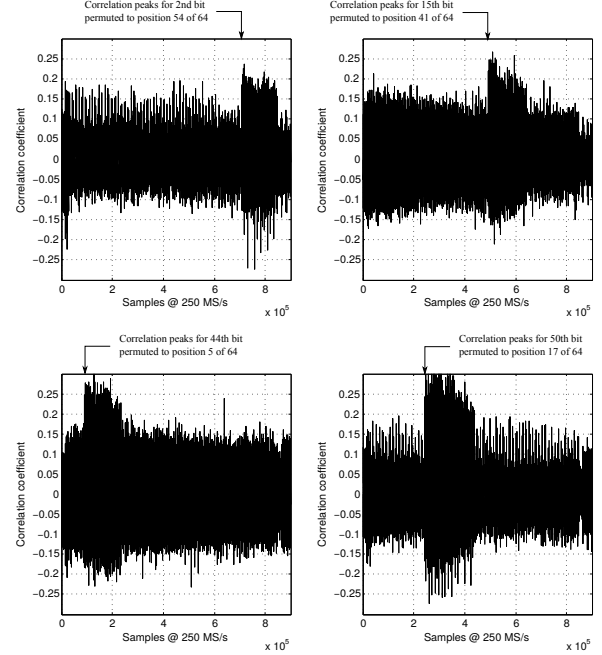 Correlation peaks for 2nd bit
permuted to position 54 of 64
0.25
0.2
0.15
0.1
0.05
0
−0.05
−0.1
−0.15
−0.2
−0.25
Correlation coefficient
0 2 4 6 8
Samples @ 250 MS/s
x 10^5
Correlation peaks for 15th bit
permuted to position 41 of 64
0.25
0.2
0.15
0.1
0.05
0
−0.05
−0.1
−0.15
−0.2
−0.25
Correlation coefficient
0 2 4 6 8
Samples @ 250 MS/s
x 10^5
Correlation peaks for 44th bit
permuted to position 5 of 64
0.25
0.2
0.15
0.1
0.05
0
−0.05
−0.1
−0.15
−0.2
−0.25
Correlation coefficient
0 2 4 6 8
Samples @ 250 MS/s
x 10^5
Correlation peaks for 50th bit
permuted to position 17 of 64
0.25
0.2
0.15
0.1
0.05
0
−0.05
−0.1
−0.15
−0.2
−0.25
Correlation coefficient
0 2 4 6 8
Samples @ 250 MS/s
x 10^5